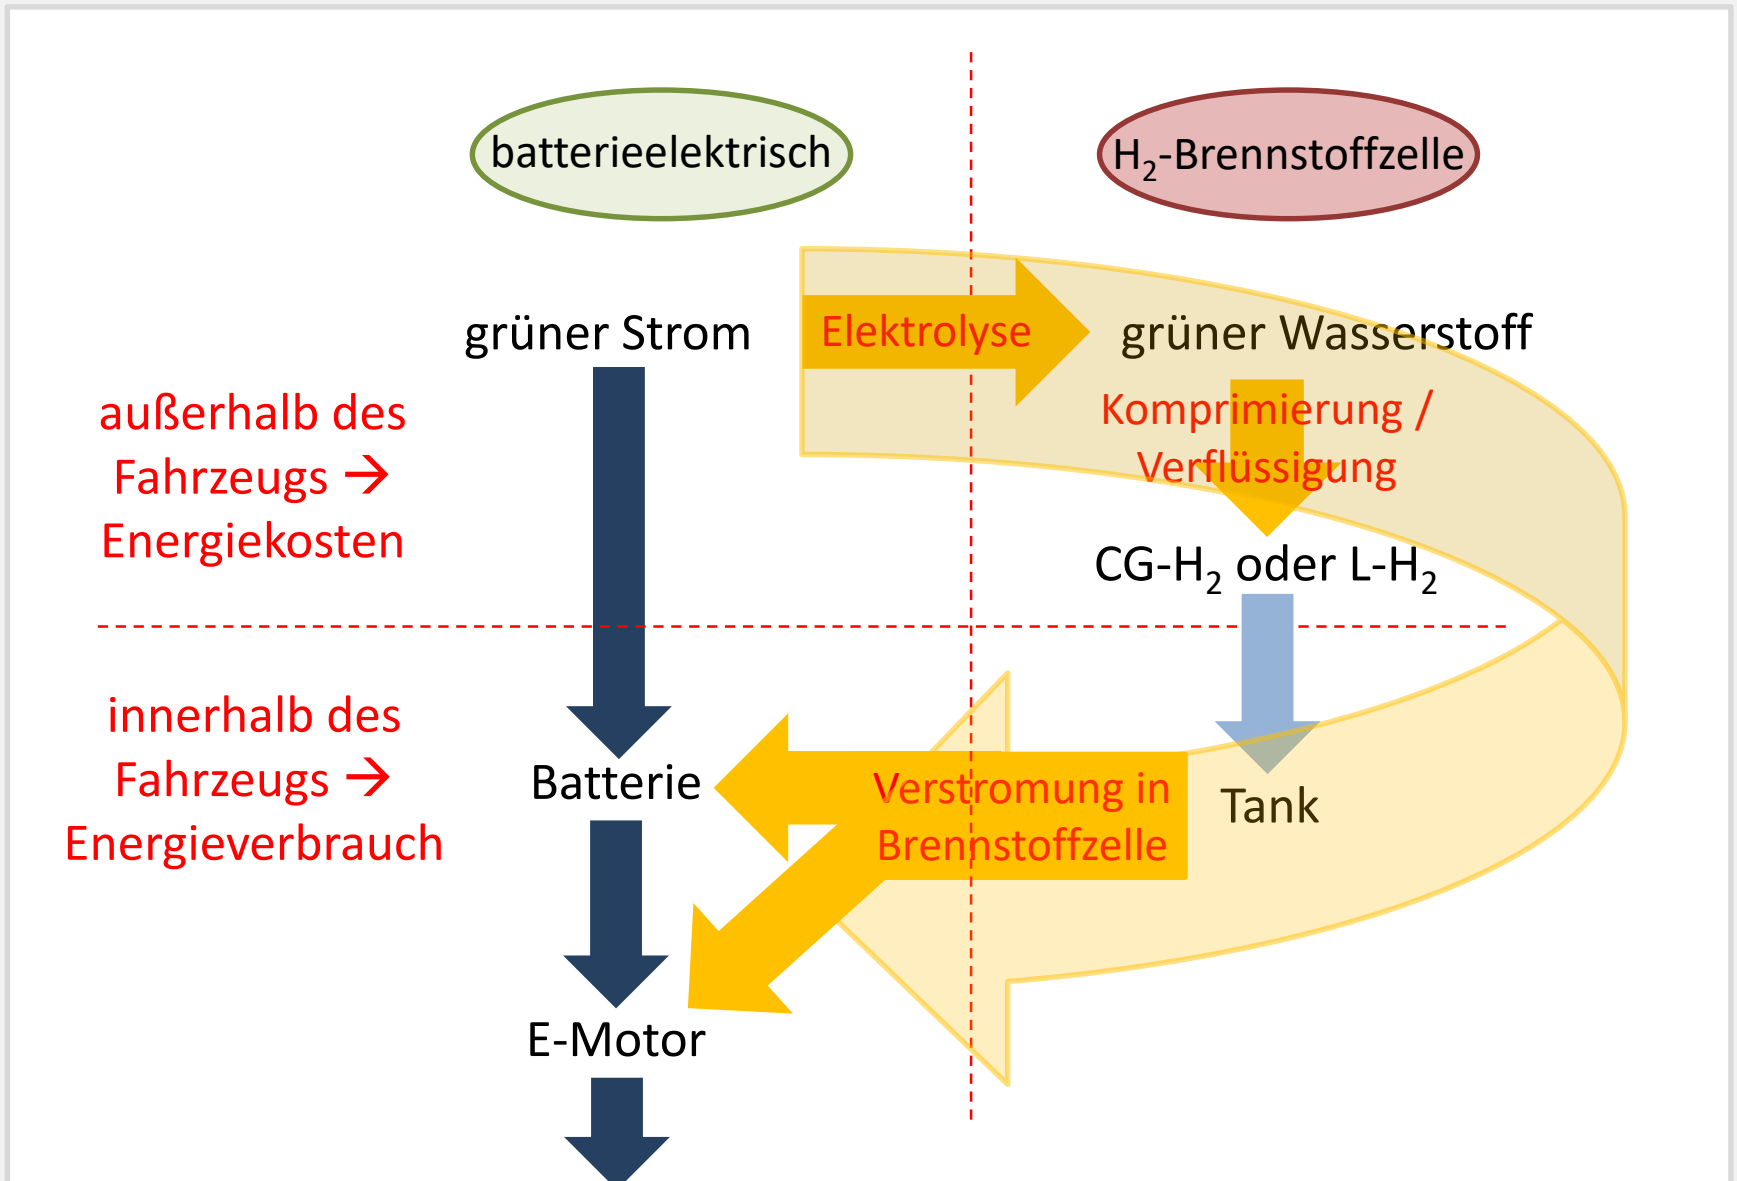 batterieelektrisch
H₂-Brennstoffzelle
grüner Strom
Elektrolyse
grüner Wasserstoff
außerhalb des
Fahrzeugs →
Energiekosten
Komprimierung /
Verflüssigung
CG-H₂ oder L-H₂
innerhalb des
Fahrzeugs →
Energieverbrauch
Batterie
Verstromung in
Brennstoffzelle
Tank
E-Motor